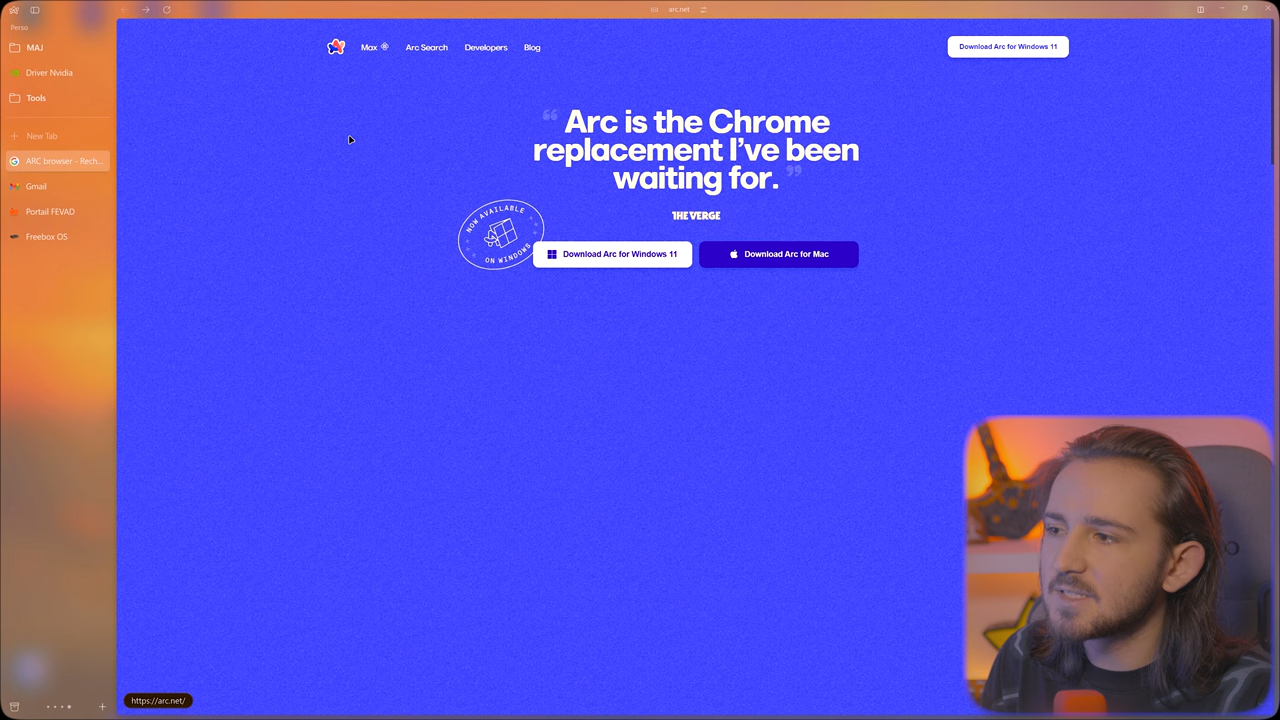 arc.net
Perso
MAJ
Driver Nvidia
Tools
New Tab
ARC browser - Rech...
Gmail
Portail FEVAD
Freebox OS
Max
Arc Search
Developers
Blog
Download Arc for Windows 11
“ Arc is the Chrome
replacement I’ve been
waiting for. ”
THE VERGE
NOW AVAILABLE
ON WINDOWS
Download Arc for Windows 11
Download Arc for Mac
https://arc.net/